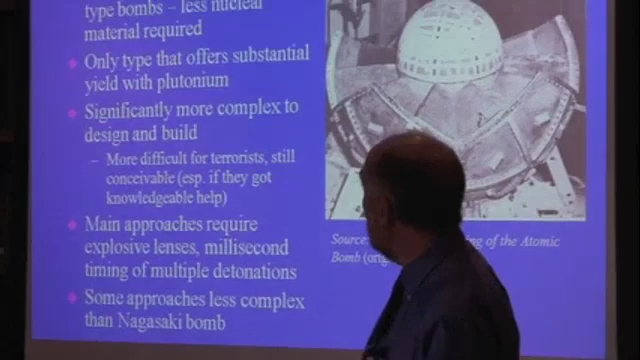 type bombs – less nuclear
material required
Only type that offers substantial
yield with plutonium
Significantly more complex to
design and build
– More difficult for terrorists, still
conceivable (esp. if they got
knowledgeable help)
Main approaches require
explosive lenses, millisecond
timing of multiple detonations
Some approaches less complex
than Nagasaki bomb
Source: ing of the Atomic
Bomb (orig